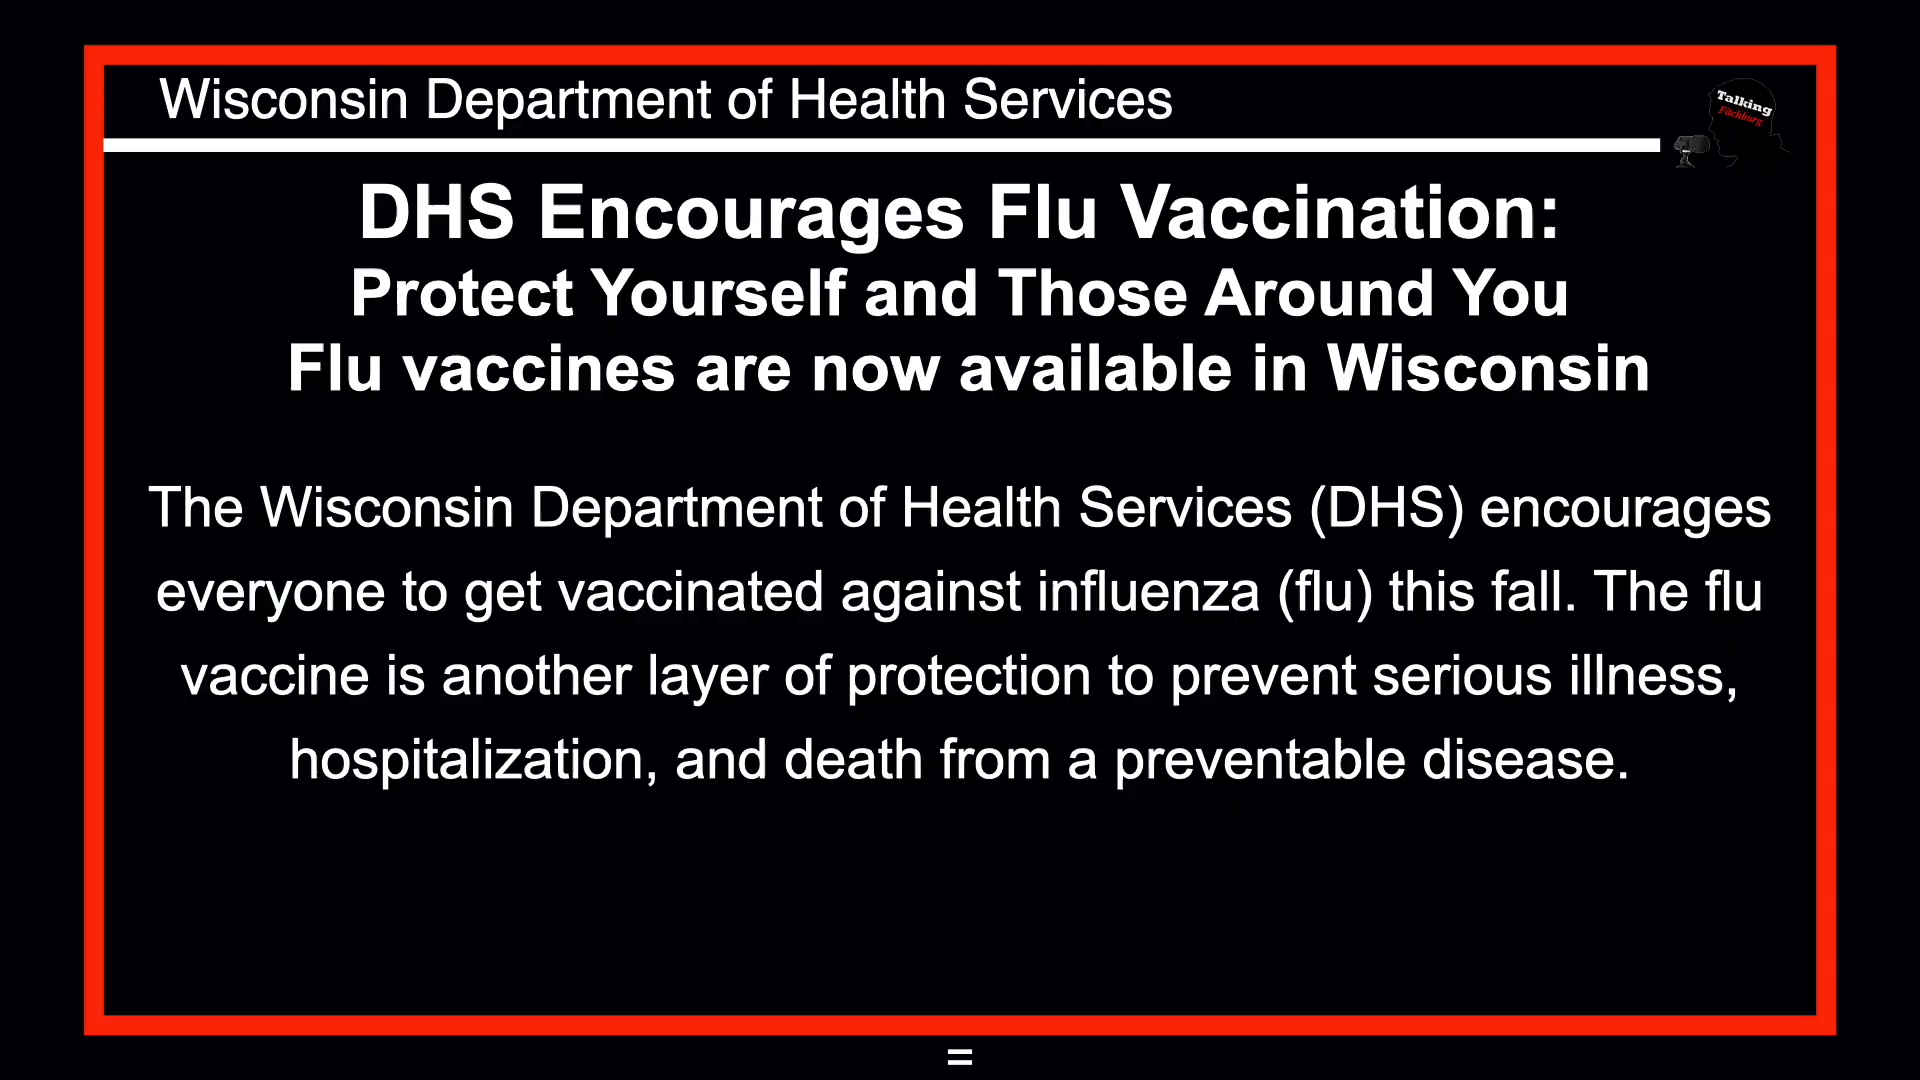 Wisconsin Department of Health Services
Talking
Fitchburg
DHS Encourages Flu Vaccination:
Protect Yourself and Those Around You
Flu vaccines are now available in Wisconsin
The Wisconsin Department of Health Services (DHS) encourages
everyone to get vaccinated against influenza (flu) this fall. The flu
vaccine is another layer of protection to prevent serious illness,
hospitalization, and death from a preventable disease.
=